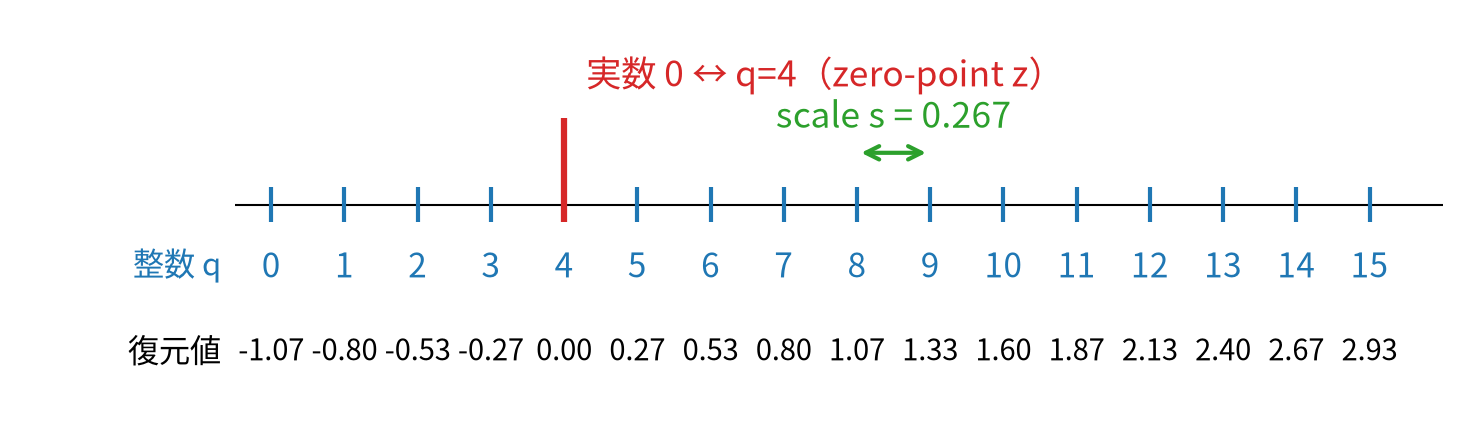 実数 0 ↔ q=4（zero-point z）
scale s = 0.267
整数 q 0 1 2 3 4 5 6 7 8 9 10 11 12 13 14 15
復元値 -1.07 -0.80 -0.53 -0.27 0.00 0.27 0.53 0.80 1.07 1.33 1.60 1.87 2.13 2.40 2.67 2.93